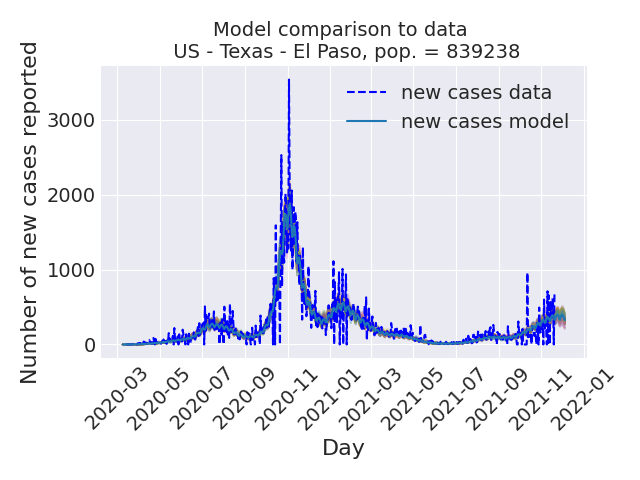 Model comparison to data
US - Texas - El Paso, pop. = 839238
Number of new cases reported
3000
2000
1000
0
new cases data
new cases model
2020-03
2020-05
2020-07
2020-09
2020-11
2021-01
2021-03
2021-05
2021-07
2021-09
2021-11
2022-01
Day